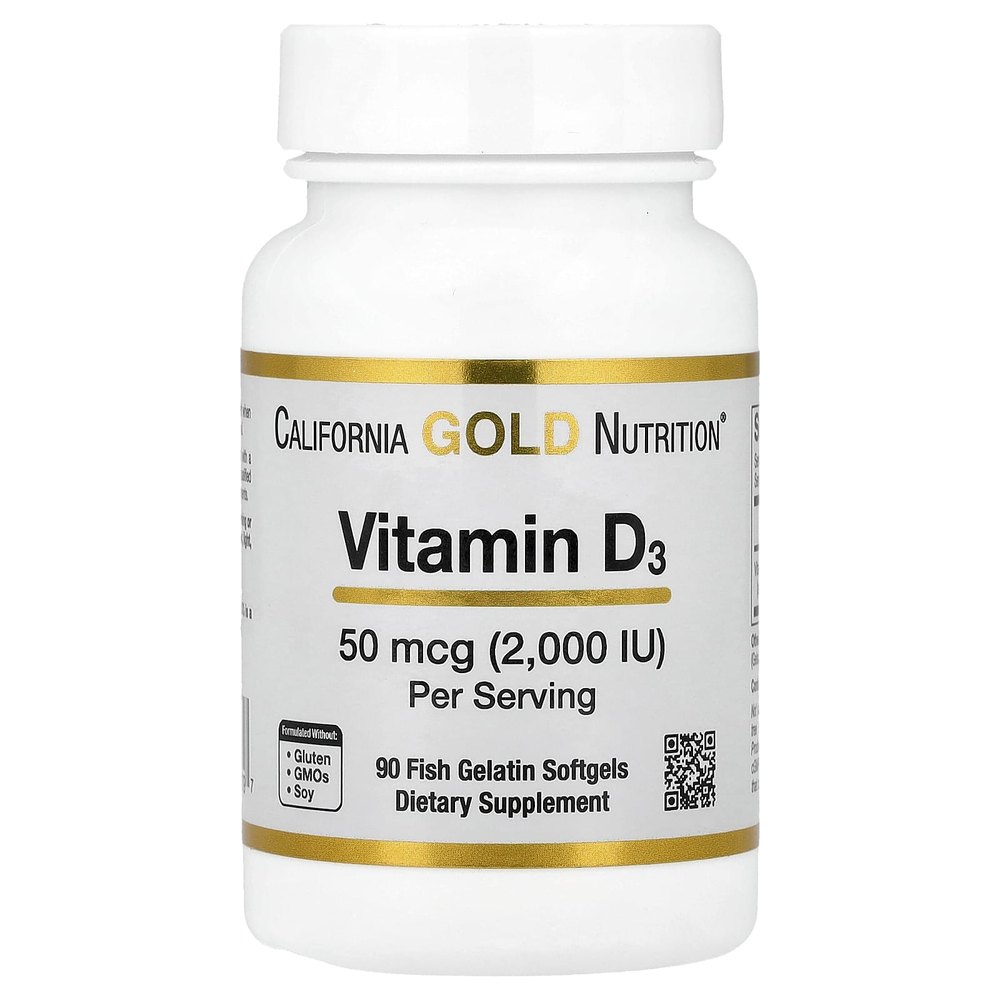 CALIFORNIA GOLD NUTRITION®
Vitamin D3
50 mcg (2,000 IU)
Per Serving
Formulated Without:
• Gluten
• GMOs
• Soy
90 Fish Gelatin Softgels
Dietary Supplement